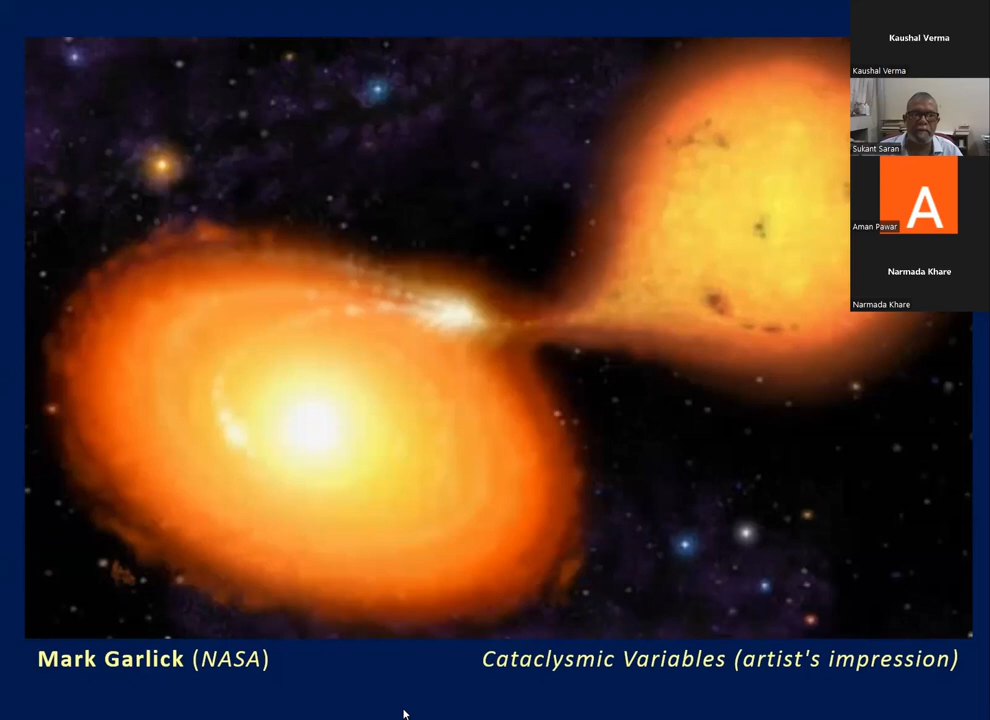 Kaushal Verma
Kaushal Verma
Sukant Saran
A
Aman Pawar
Narmada Khare
Narmada Khare
Mark Garlick (NASA)
Cataclysmic Variables (artist's impression)